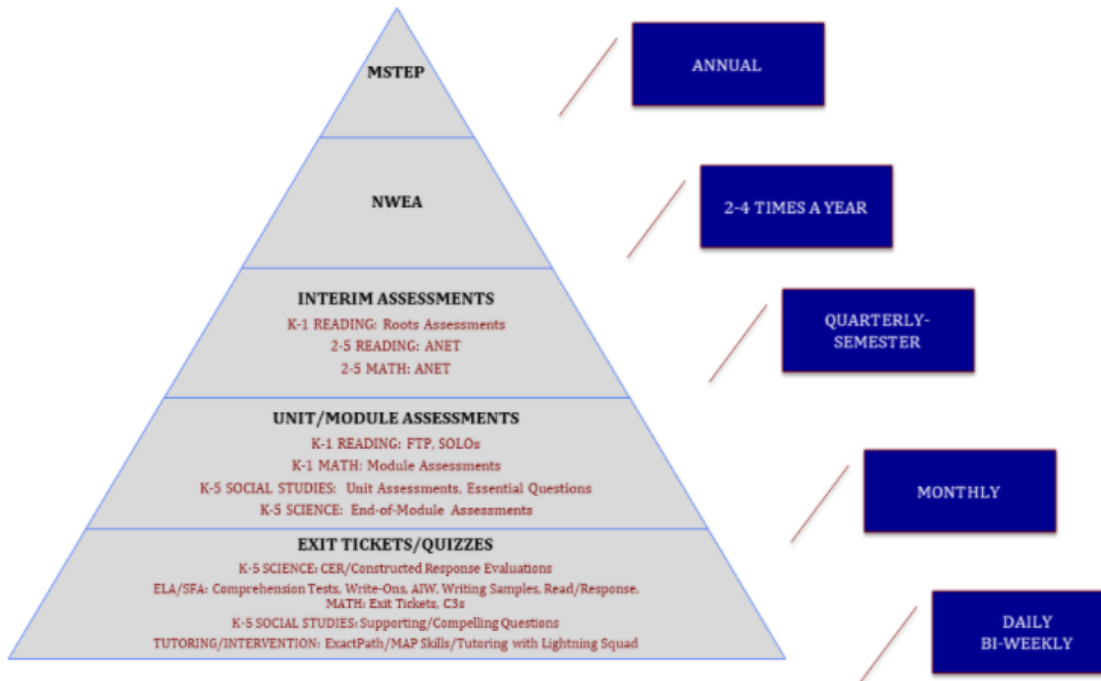 MSTEP
ANNUAL
NWEA
2-4 TIMES A YEAR
INTERIM ASSESSMENTS
K-1 READING: Roots Assessments
2-5 READING: ANET
2-5 MATH: ANET
QUARTERLY-
SEMESTER
UNIT/MODULE ASSESSMENTS
K-1 READING: FTP, SOLOs
K-1 MATH: Module Assessments
K-5 SOCIAL STUDIES: Unit Assessments, Essential Questions
K-5 SCIENCE: End-of-Module Assessments
MONTHLY
EXIT TICKETS/QUIZZES
K-5 SCIENCE: CER/Constructed Response Evaluations
ELA/SFA: Comprehension Tests, Write-Ons, AIW, Writing Samples, Read/Response,
MATH: Exit Tickets, C3s
K-5 SOCIAL STUDIES: Supporting/Compelling Questions
TUTORING/INTERVENTION: ExactPath/MAP Skills/Tutoring with Lightning Squad
DAILY
BI-WEEKLY